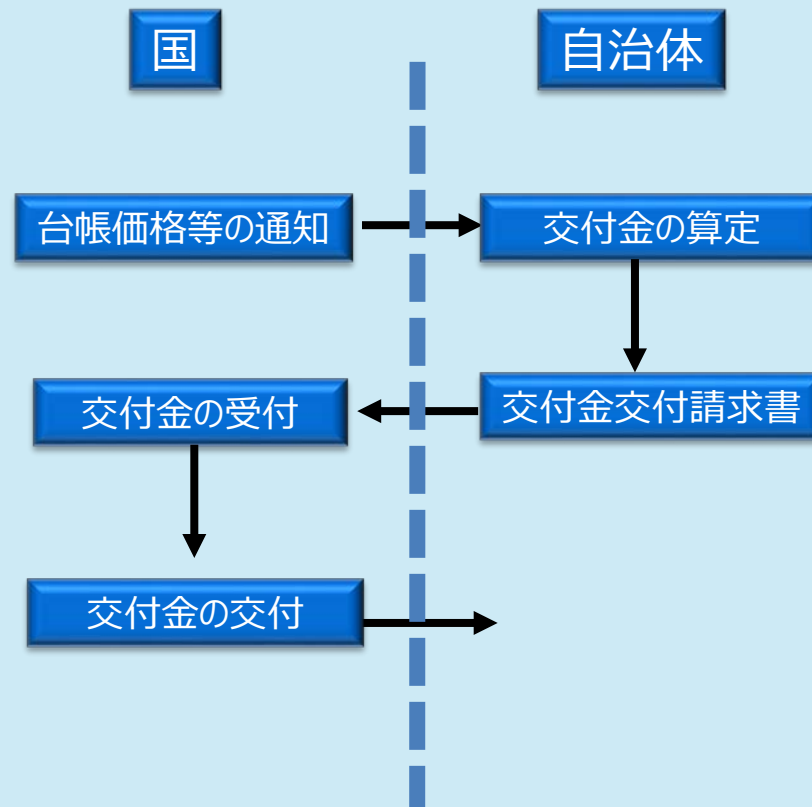 国
自治体
台帳価格等の通知
交付金の算定
交付金の受付
交付金交付請求書
交付金の交付